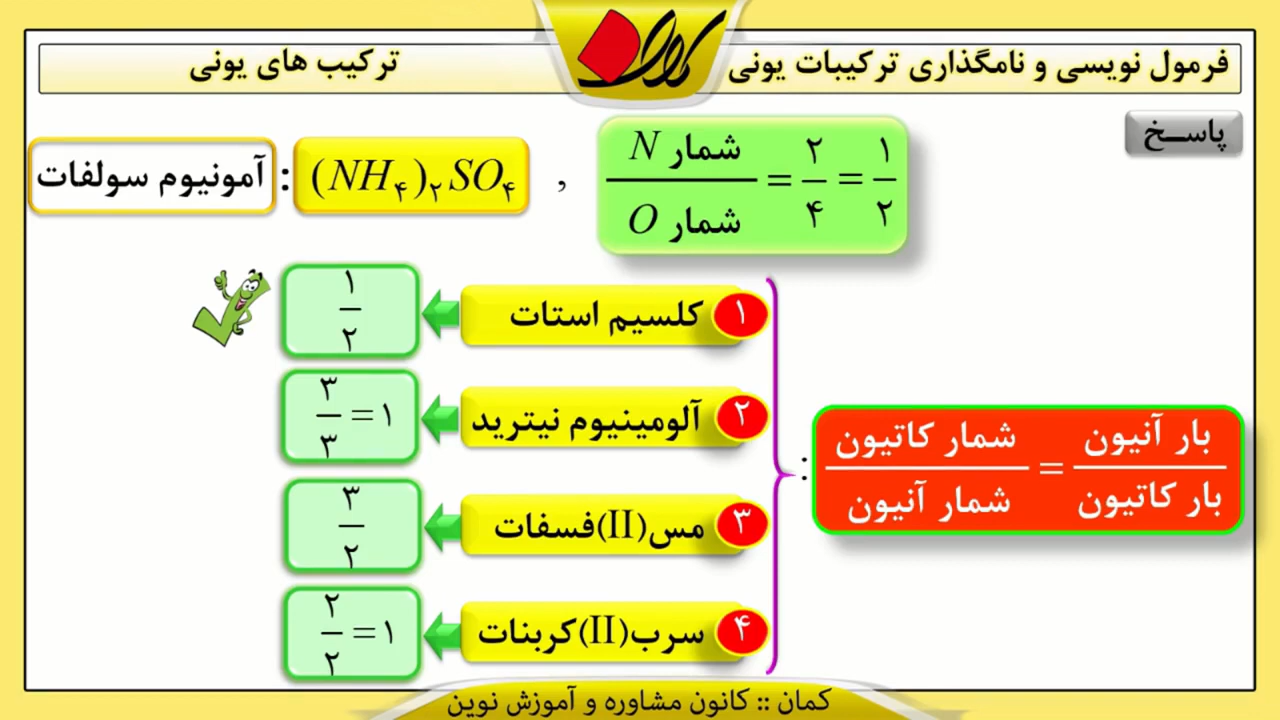 فرمول نویسی و نامگذاری ترکیبات یونی
کمان
ترکیب های یونی
پاسـخ
آمونیوم سولفات : (NH۴)۲SO۴ , شمار N / شمار O = ۲/۴ = ۱/۲
بار آنیون / بار کاتیون = شمار کاتیون / شمار آنیون :
۱ کلسیم استات ۱/۲
۲ آلومینیوم نیترید ۳/۳ = ۱
۳ مس(II)فسفات ۳/۲
۴ سرب(II)کربنات ۲/۲ = ۱
کمان :: کانون مشاوره و آموزش نوین